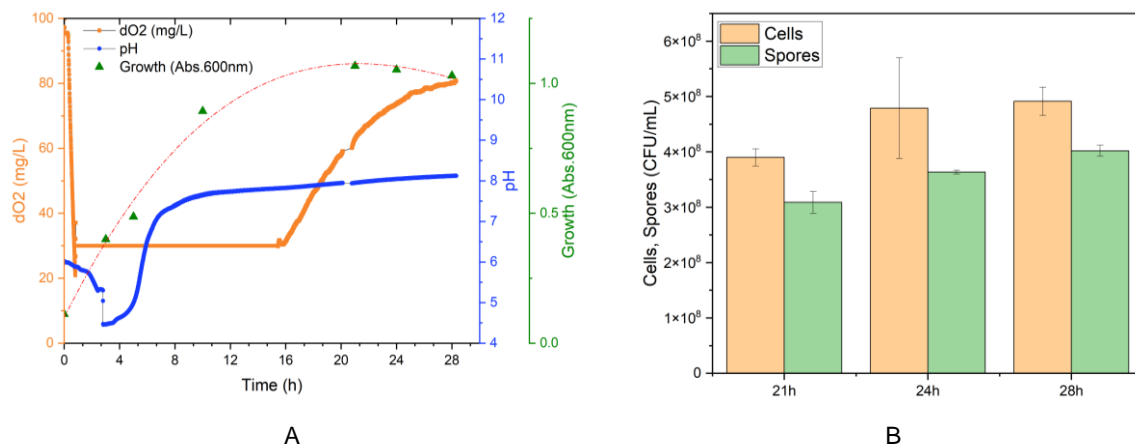 dO2 (mg/L)
100
80
60
40
20
0
dO2 (mg/L)
pH
Growth (Abs.600nm)
0
4
8
12
16
20
24
28
Time (h)
12
11
10
9
8
7
6
5
4
pH
1.0
0.5
0.0
Growth (Abs.600nm)
A
Cells, Spores (CFU/mL)
6×10⁸
5×10⁸
4×10⁸
3×10⁸
2×10⁸
1×10⁸
0
Cells
Spores
21h
24h
28h
B